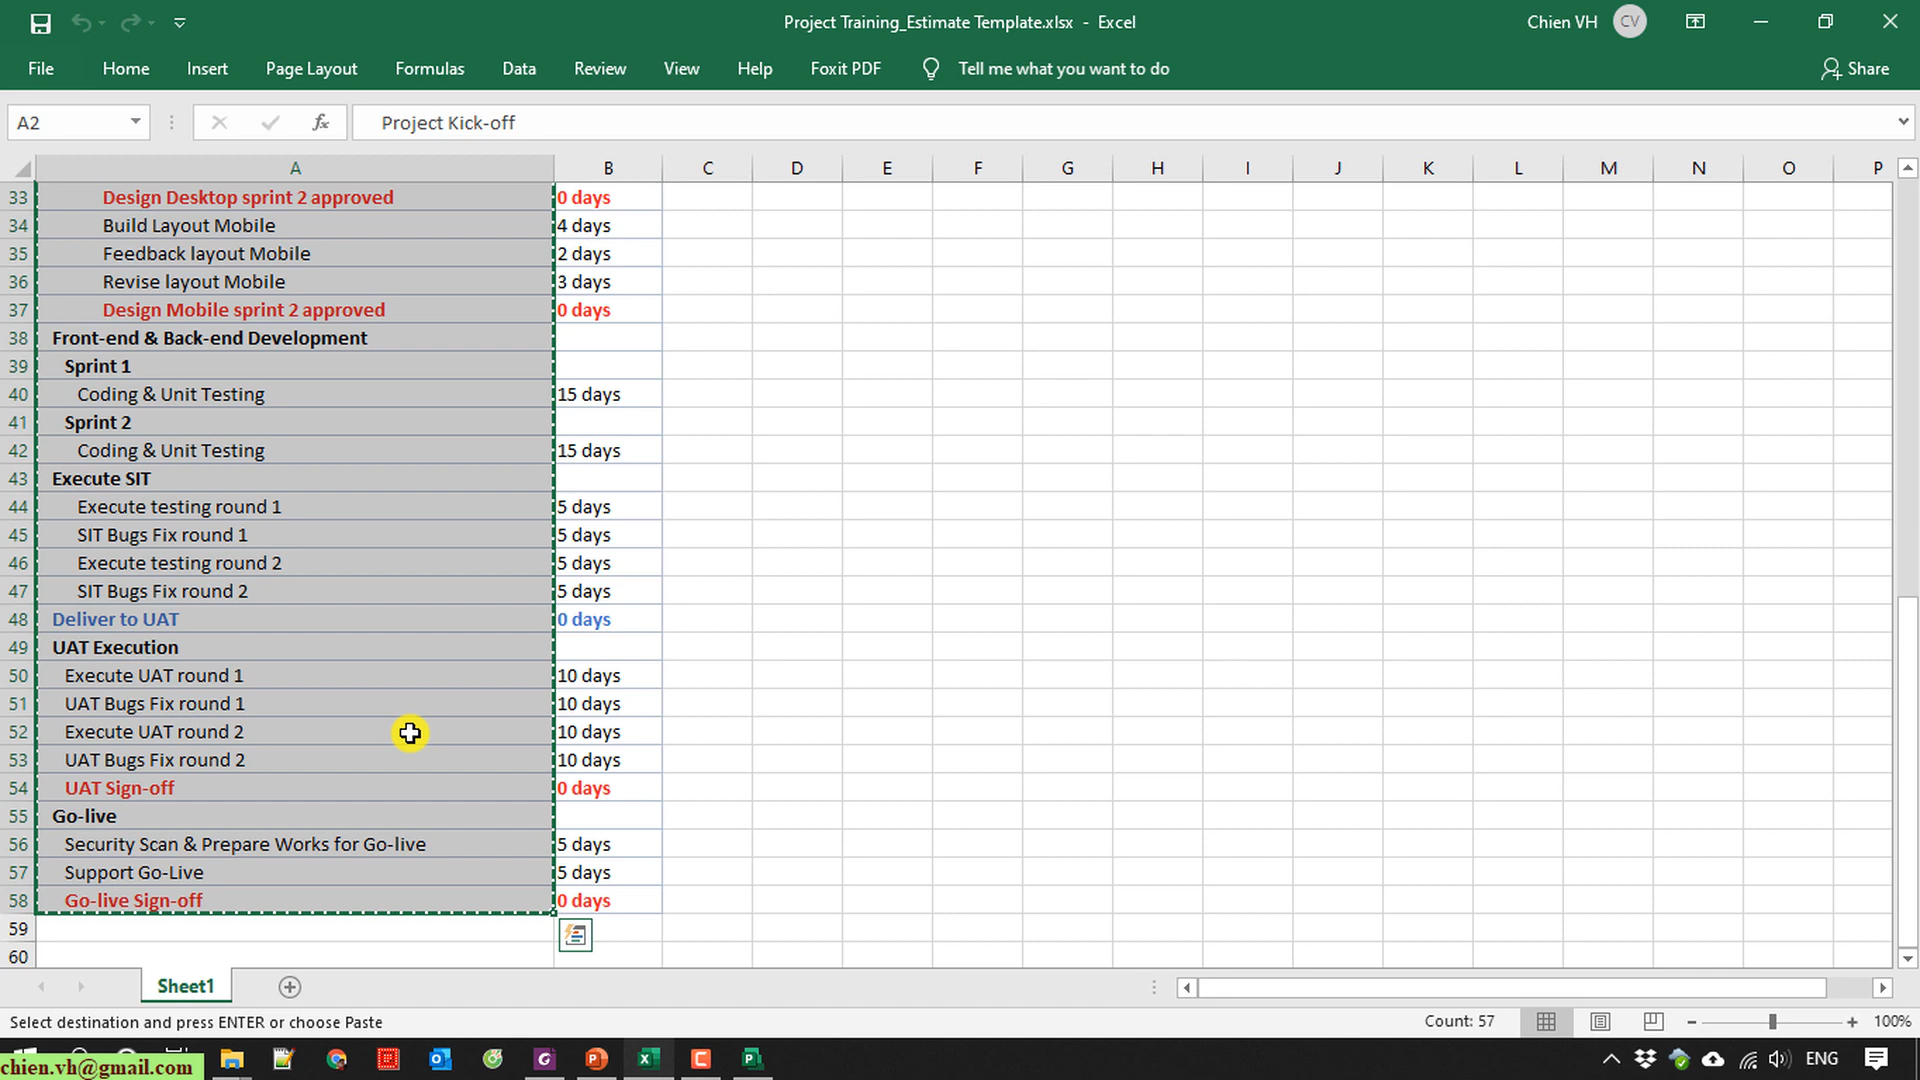 Project Training_Estimate Template.xlsx - Excel
Chien VH
CV
File Home Insert Page Layout Formulas Data Review View Help Foxit PDF Tell me what you want to do Share
A2 fx Project Kick-off
A B C D E F G H I J K L M N O P
33 Design Desktop sprint 2 approved 0 days
34 Build Layout Mobile 4 days
35 Feedback layout Mobile 2 days
36 Revise layout Mobile 3 days
37 Design Mobile sprint 2 approved 0 days
38 Front-end & Back-end Development
39 Sprint 1
40 Coding & Unit Testing 15 days
41 Sprint 2
42 Coding & Unit Testing 15 days
43 Execute SIT
44 Execute testing round 1 5 days
45 SIT Bugs Fix round 1 5 days
46 Execute testing round 2 5 days
47 SIT Bugs Fix round 2 5 days
48 Deliver to UAT 0 days
49 UAT Execution
50 Execute UAT round 1 10 days
51 UAT Bugs Fix round 1 10 days
52 Execute UAT round 2 10 days
53 UAT Bugs Fix round 2 10 days
54 UAT Sign-off 0 days
55 Go-live
56 Security Scan & Prepare Works for Go-live 5 days
57 Support Go-Live 5 days
58 Go-live Sign-off 0 days
59
60
Sheet1
Select destination and press ENTER or choose Paste
Count: 57
100%
chien.vh@gmail.com
ENG